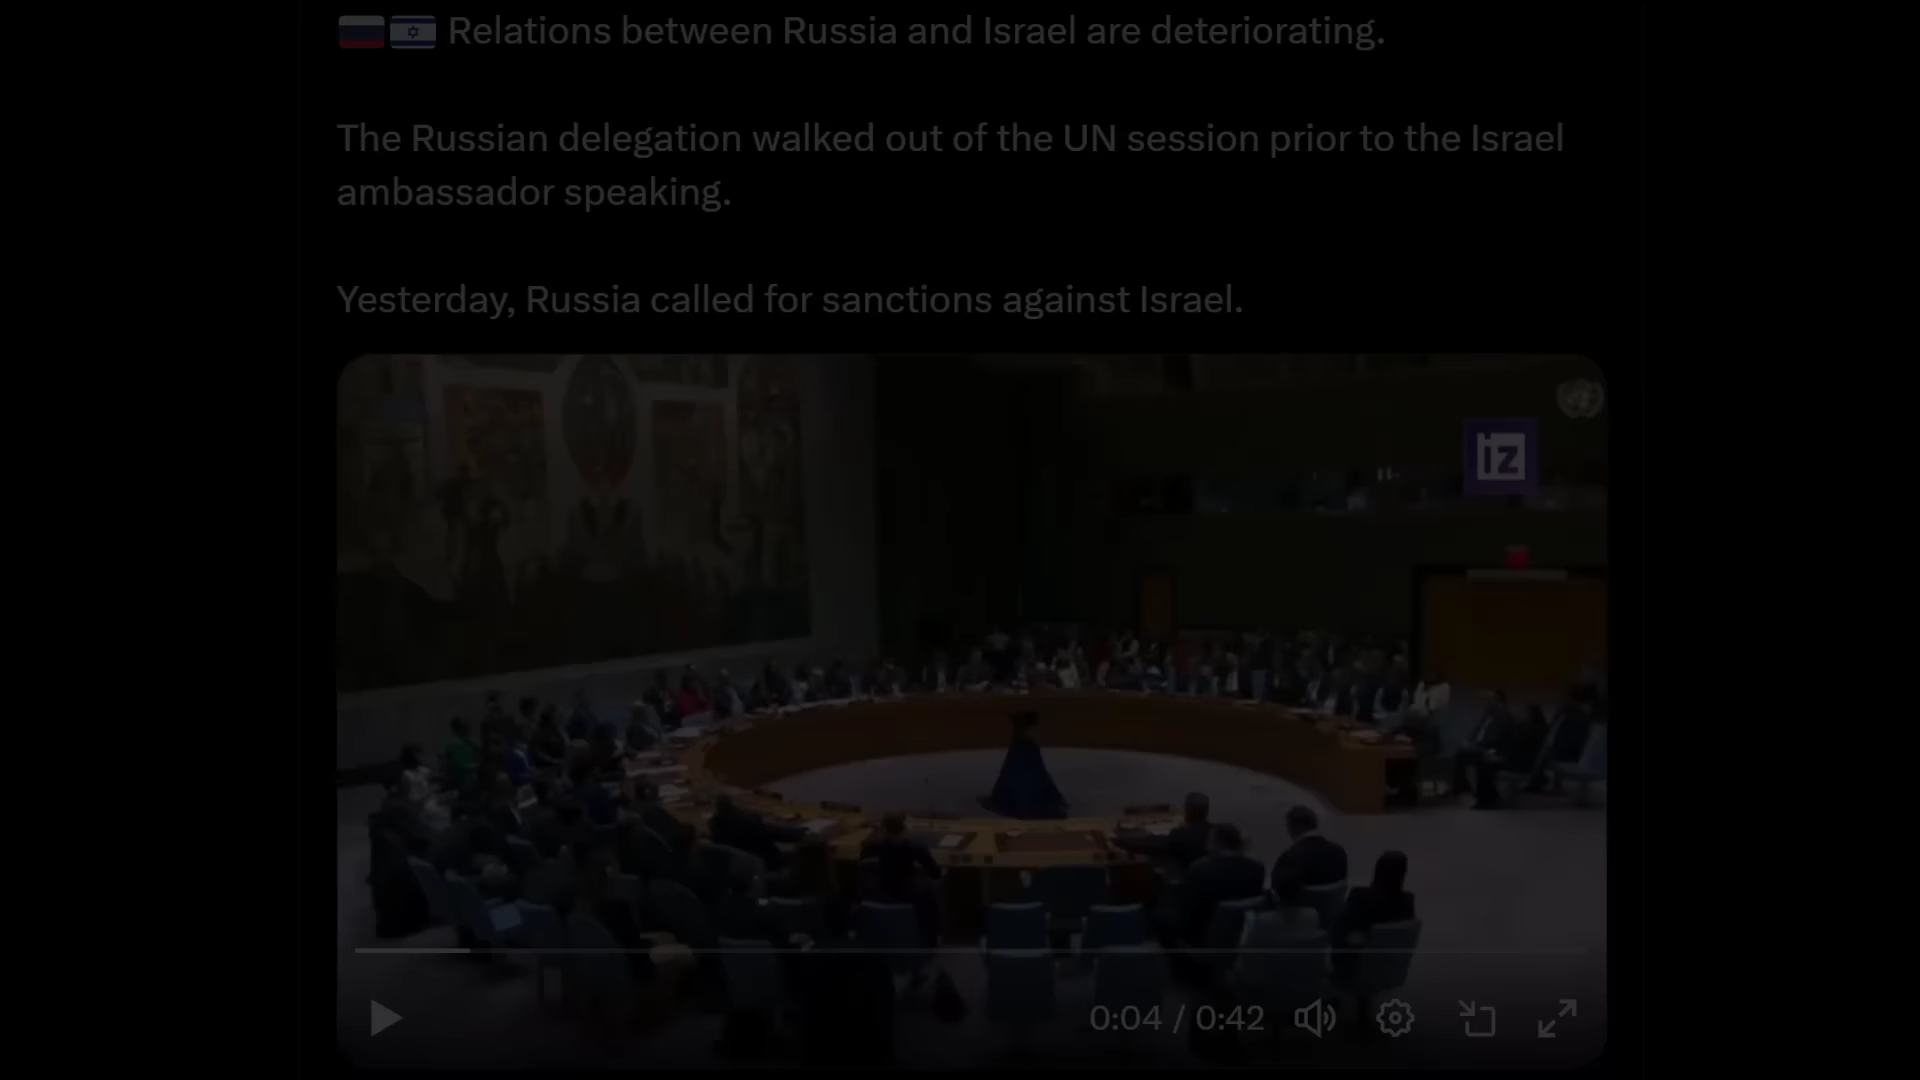 Relations between Russia and Israel are deteriorating.
The Russian delegation walked out of the UN session prior to the Israel
ambassador speaking.
Yesterday, Russia called for sanctions against Israel.
iz
0:04 / 0:42